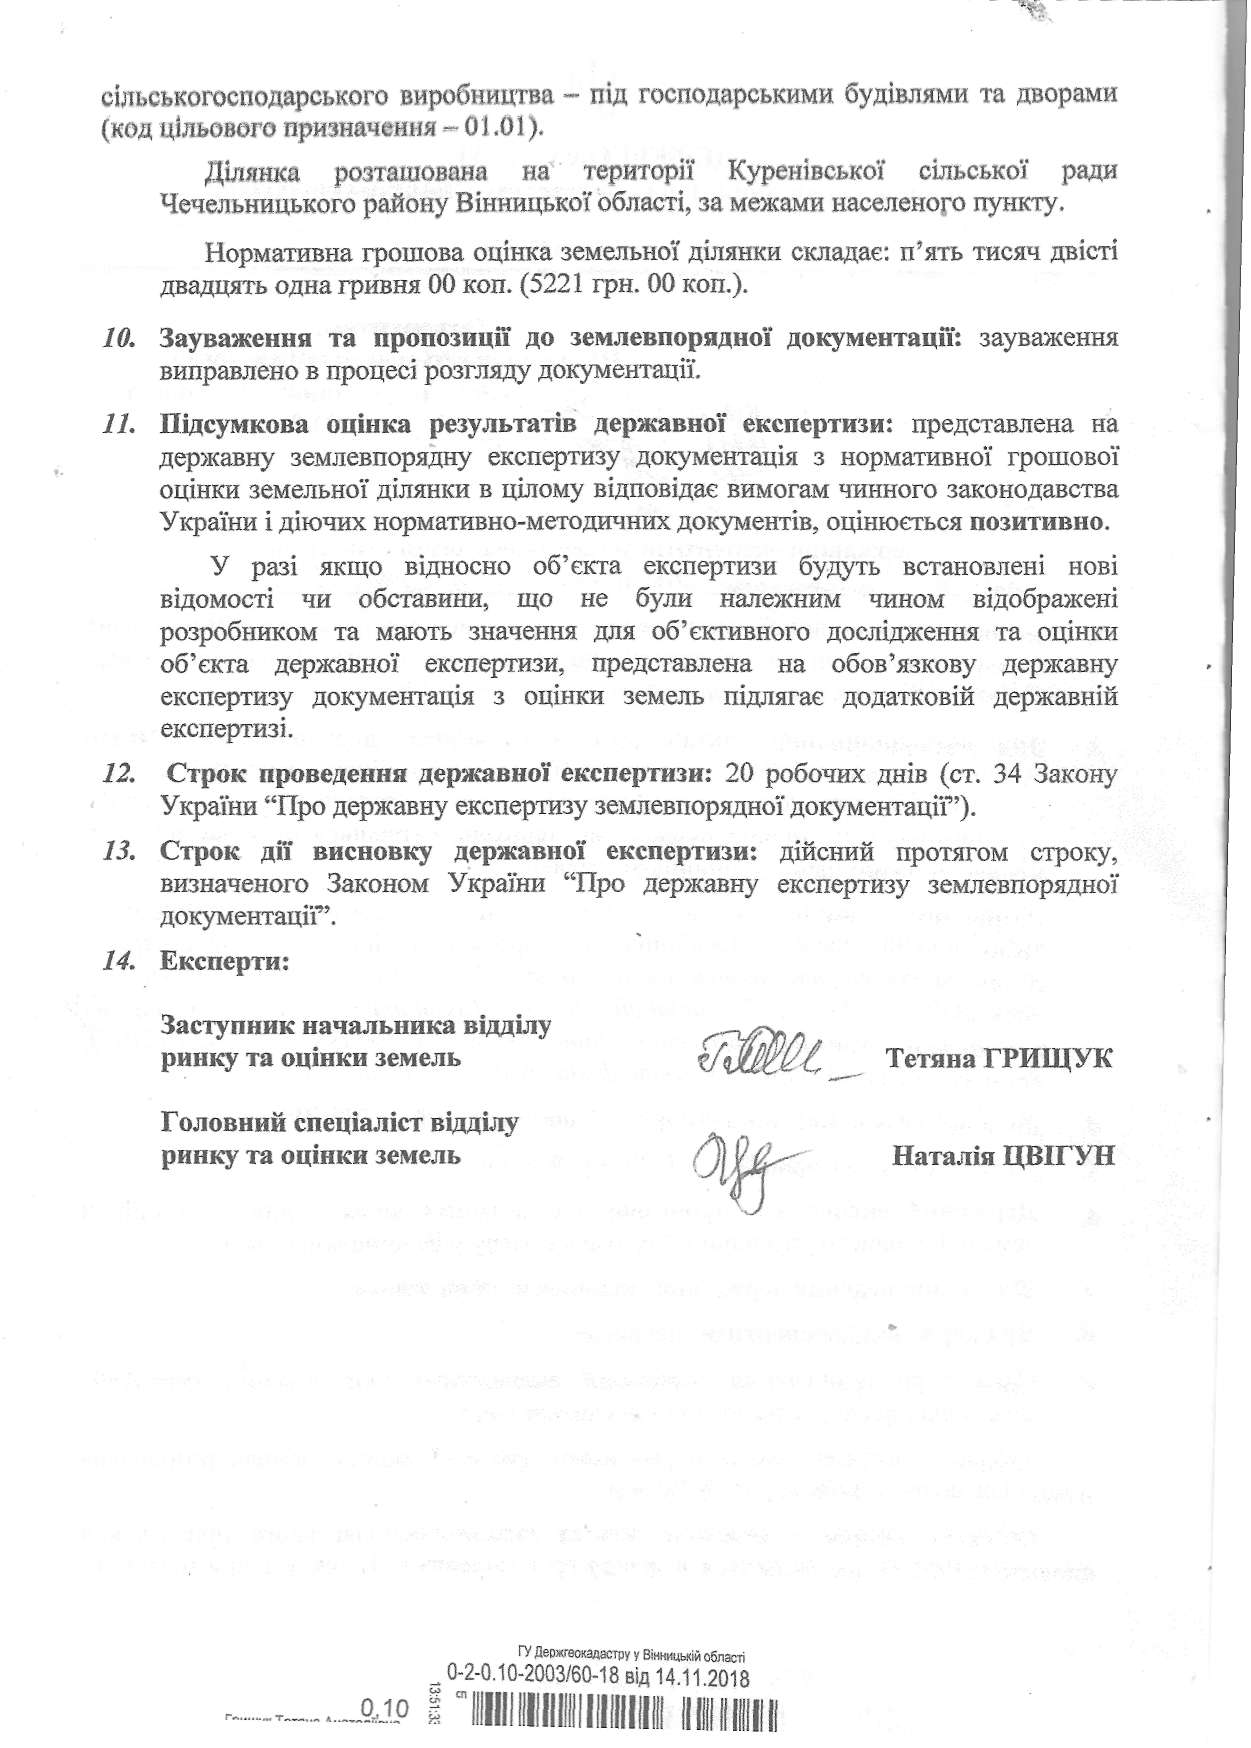 сільськогосподарського виробництва – під господарськими будівлями та дворами
(код цільового призначення – 01.01).
Ділянка розташована на території Куренівської сільської ради
Чечельницького району Вінницької області, за межами населеного пункту.
Нормативна грошова оцінка земельної ділянки складає: п’ять тисяч двісті
двадцять одна гривня 00 коп. (5221 грн. 00 коп.).
10. Зауваження та пропозиції до землевпорядної документації: зауваження
виправлено в процесі розгляду документації.
11. Підсумкова оцінка результатів державної експертизи: представлена на
державну землевпорядну експертизу документація з нормативної грошової
оцінки земельної ділянки в цілому відповідає вимогам чинного законодавства
України і діючих нормативно-методичних документів, оцінюється позитивно.
У разі якщо відносно об’єкта експертизи будуть встановлені нові
відомості чи обставини, що не були належним чином відображені
розробником та мають значення для об’єктивного дослідження та оцінки
об’єкта державної експертизи, представлена на обов’язкову державну
експертизу документація з оцінки земель підлягає додатковій державній
експертизі.
12. Строк проведення державної експертизи: 20 робочих днів (ст. 34 Закону
України “Про державну експертизу землевпорядної документації”).
13. Строк дії висновку державної експертизи: дійсний протягом строку,
визначеного Законом України “Про державну експертизу землевпорядної
документації”.
14. Експерти:
Заступник начальника відділу
ринку та оцінки земель Тетяна ГРИЩУК
Головний спеціаліст відділу
ринку та оцінки земель Наталія ЦВІГУН
ГУ Держгеокадастру у Вінницькій області
0-2-0.10-2003/60-18 від 14.11.2018
13:51:32
сп
0,10